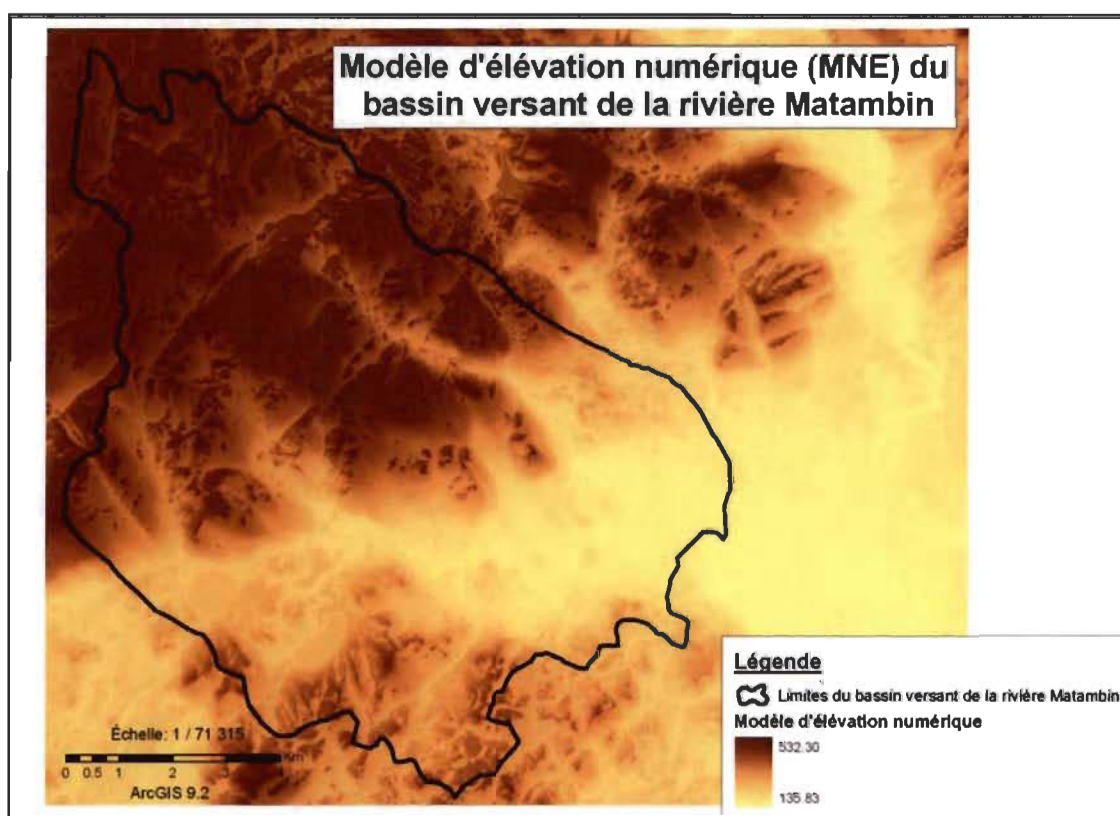 Modèle d'élévation numérique (MNE) du
bassin versant de la rivière Matambin
Légende
Limites du bassin versant de la rivière Matambin
Modèle d'élévation numérique
532.30
135.83
Échelle: 1 / 71 315
Km
0 0.5 1 2 3
ArcGIS 9.2